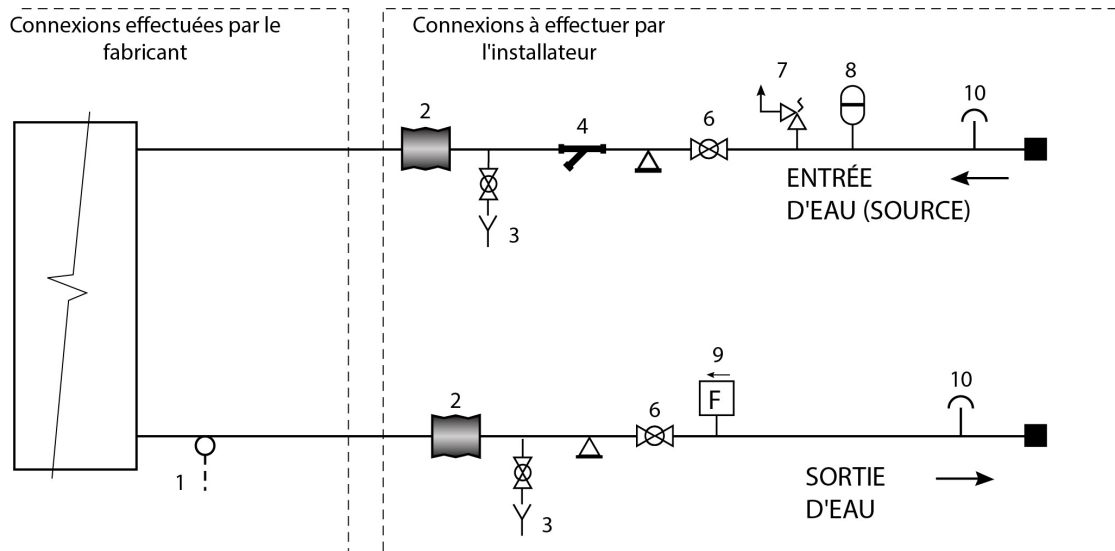 Connexions effectuées par le
fabricant
Connexions à effectuer par
l'installateur
2
4
6
7
8
10
3
ENTRÉE
D'EAU (SOURCE)
1
2
3
6
9
F
10
SORTIE
D'EAU